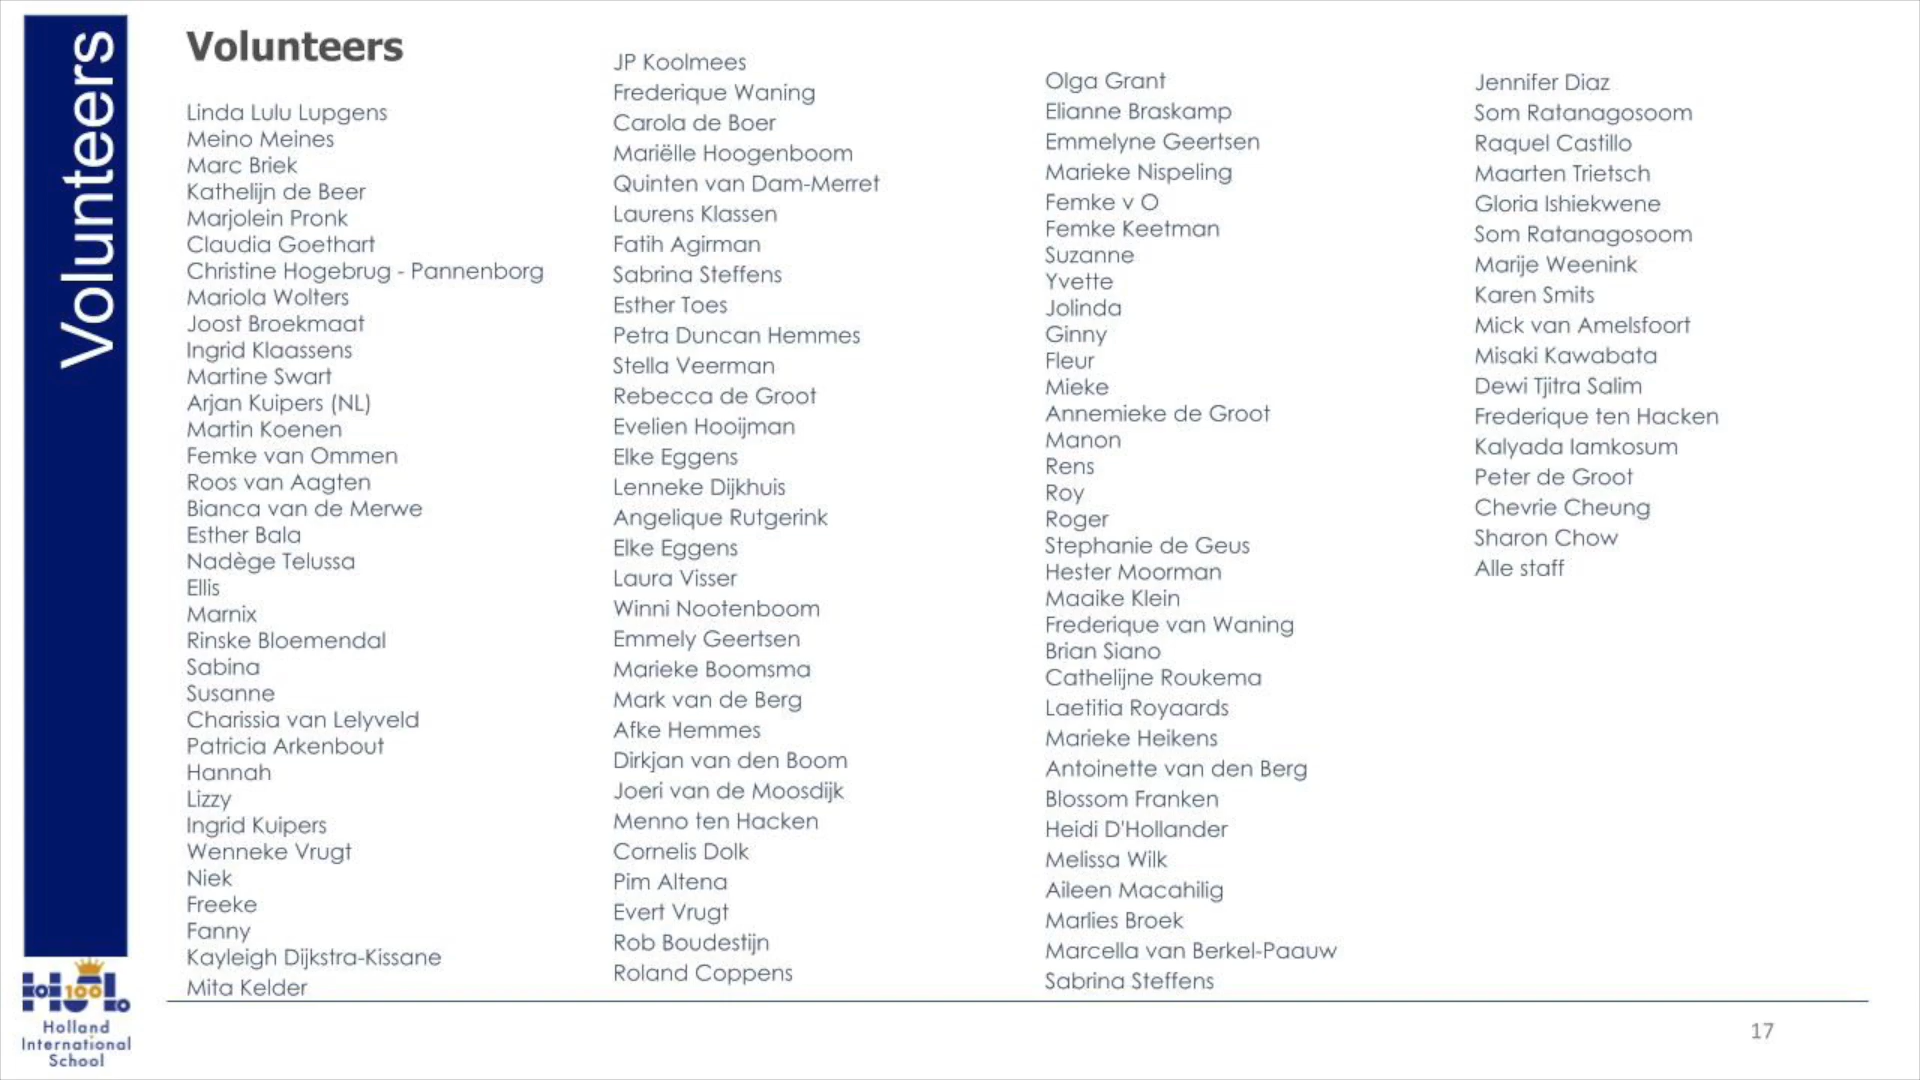 Volunteers
Volunteers
Linda Lulu Lupgens
Meino Meines
Marc Briek
Kathelijn de Beer
Marjolein Pronk
Claudia Goethart
Christine Hogebrug - Pannenborg
Mariola Wolters
Joost Broekmaat
Ingrid Klaassens
Martine Swart
Arjan Kuipers (NL)
Martin Koenen
Femke van Ommen
Roos van Aagten
Bianca van de Merwe
Esther Bala
Nadège Telussa
Ellis
Marnix
Rinske Bloemendal
Sabina
Susanne
Charissia van Lelyveld
Patricia Arkenbout
Hannah
Lizzy
Ingrid Kuipers
Wenneke Vrugt
Niek
Freeke
Fanny
Kayleigh Dijkstra-Kissane
Mita Kelder
JP Koolmees
Frederique Waning
Carola de Boer
Mariëlle Hoogenboom
Quinten van Dam-Merret
Laurens Klassen
Fatih Agirman
Sabrina Steffens
Esther Toes
Petra Duncan Hemmes
Stella Veerman
Rebecca de Groot
Evelien Hooijman
Elke Eggens
Lenneke Dijkhuis
Angelique Rutgerink
Elke Eggens
Laura Visser
Winni Nootenboom
Emmely Geertsen
Marieke Boomsma
Mark van de Berg
Afke Hemmes
Dirkjan van den Boom
Joeri van de Moosdijk
Menno ten Hacken
Cornelis Dolk
Pim Altena
Evert Vrugt
Rob Boudestijn
Roland Coppens
Olga Grant
Elianne Braskamp
Emmelyne Geertsen
Marieke Nispeling
Femke v O
Femke Keetman
Suzanne
Yvette
Jolinda
Ginny
Fleur
Mieke
Annemieke de Groot
Manon
Rens
Roy
Roger
Stephanie de Geus
Hester Moorman
Maaike Klein
Frederique van Waning
Brian Siano
Cathelijne Roukema
Laetitia Royaards
Marieke Heikens
Antoinette van den Berg
Blossom Franken
Heidi D'Hollander
Melissa Wilk
Aileen Macahilig
Marlies Broek
Marcella van Berkel-Paauw
Sabrina Steffens
Jennifer Diaz
Som Ratanagosoom
Raquel Castillo
Maarten Trietsch
Gloria Ishiekwene
Som Ratanagosoom
Marije Weenink
Karen Smits
Mick van Amelsfoort
Misaki Kawabata
Dewi Tjitra Salim
Frederique ten Hacken
Kalyada Iamkosum
Peter de Groot
Chevrie Cheung
Sharon Chow
Alle staff
100
Holland
International
School
17